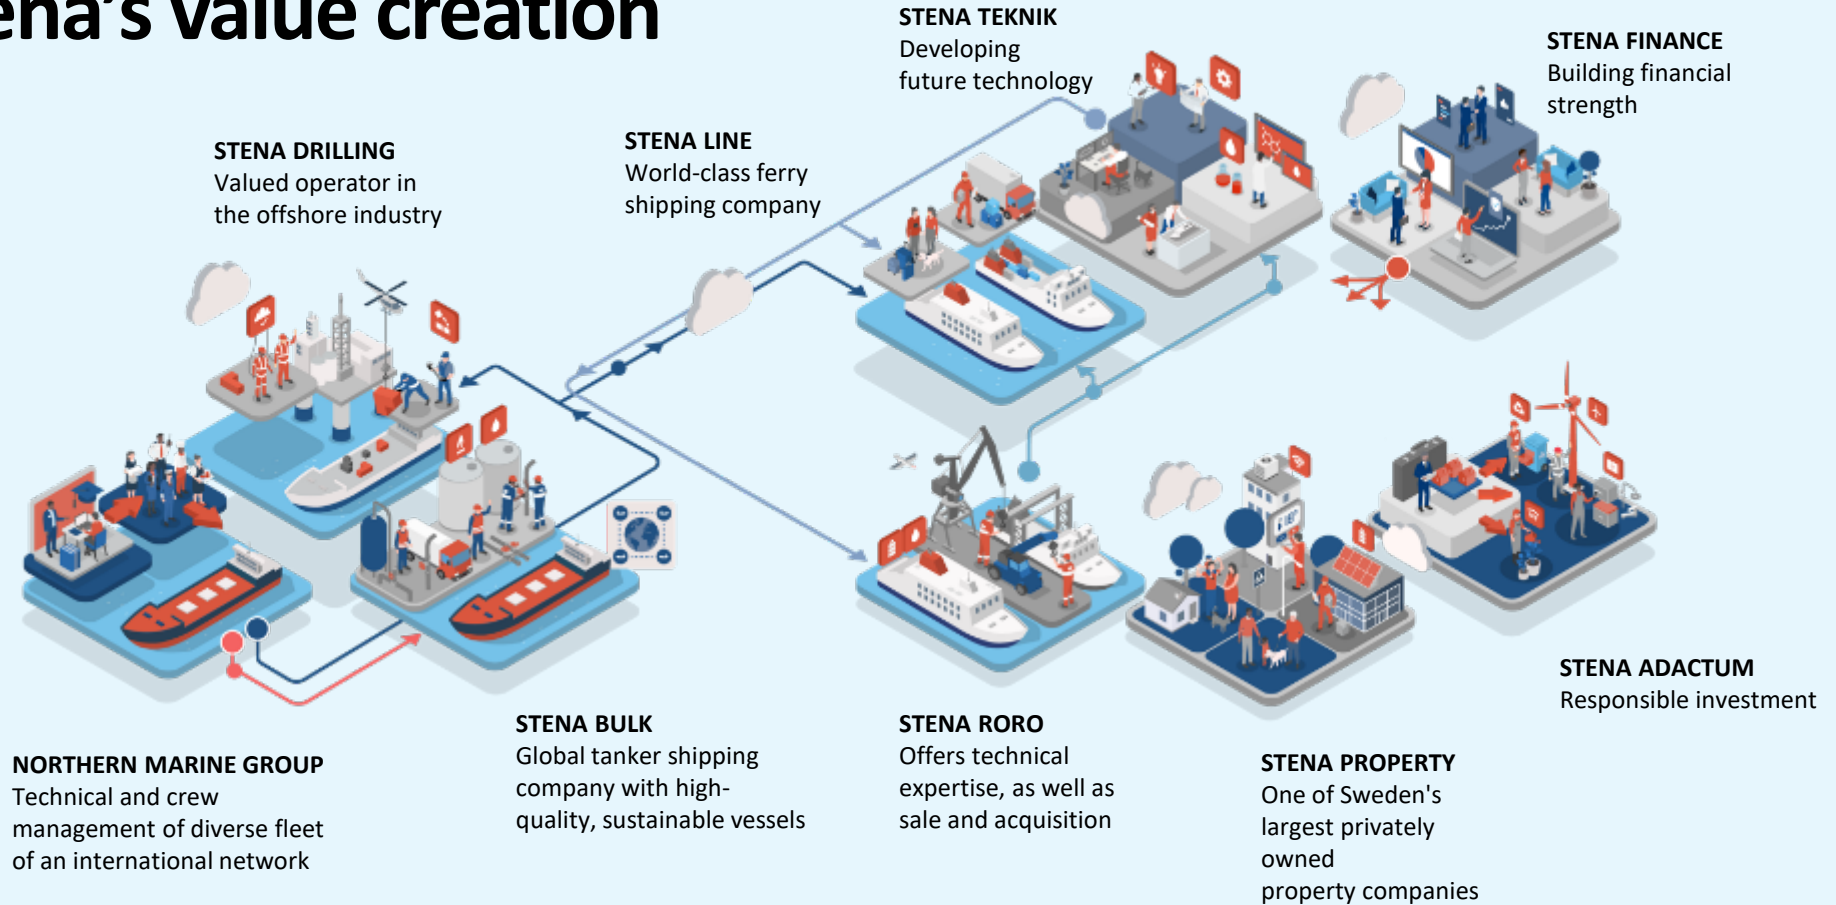 ena's value creation
STENA TEKNIK
Developing
future technology
STENA FINANCE
Building financial
strength
STENA DRILLING
Valued operator in
the offshore industry
STENA LINE
World-class ferry
shipping company
STENA ADACTUM
Responsible investment
STENA BULK
Global tanker shipping
company with high-
quality, sustainable vessels
STENA RORO
Offers technical
expertise, as well as
sale and acquisition
NORTHERN MARINE GROUP
Technical and crew
management of diverse fleet
of an international network
STENA PROPERTY
One of Sweden's
largest privately
owned
property companies